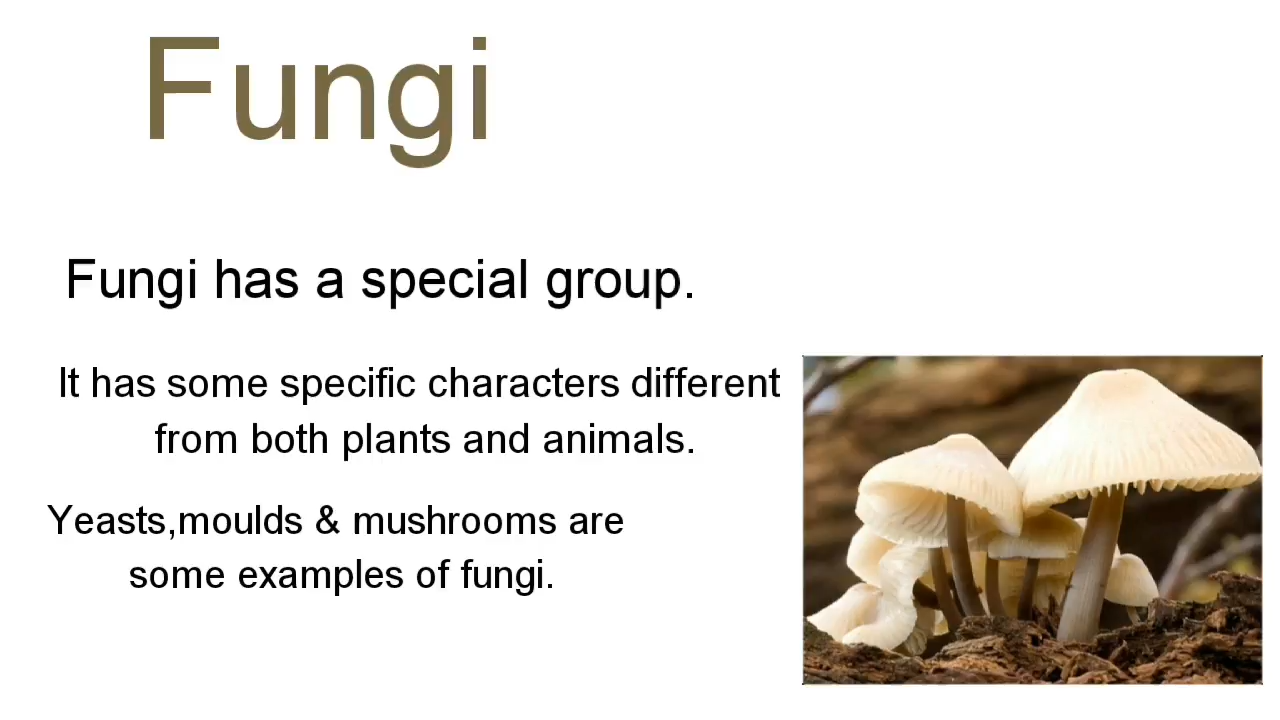 Fungi
Fungi has a special group.
It has some specific characters different
from both plants and animals.
Yeasts,moulds & mushrooms are
some examples of fungi.